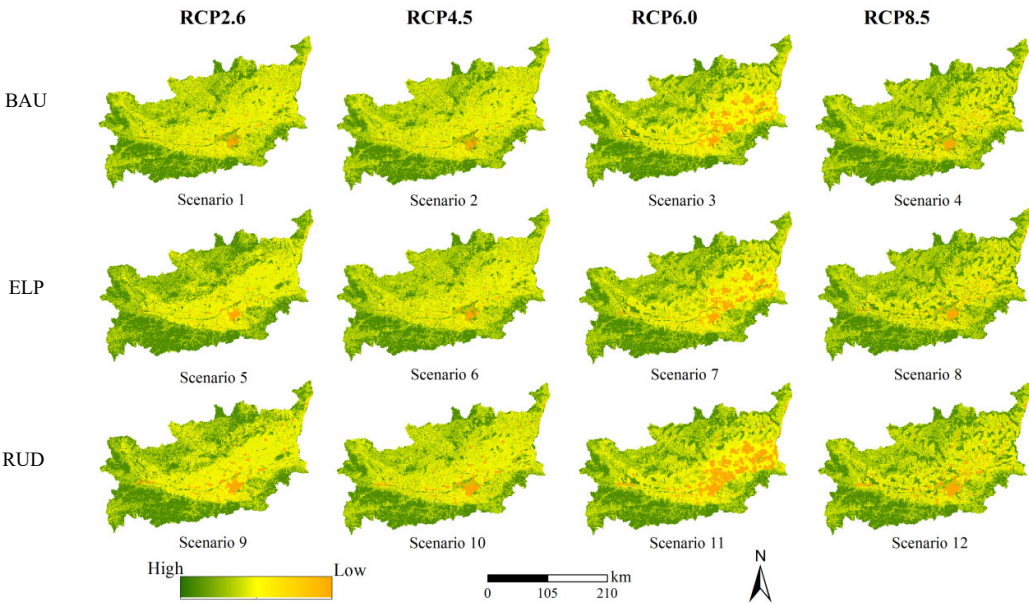 RCP2.6 RCP4.5 RCP6.0 RCP8.5
BAU
Scenario 1 Scenario 2 Scenario 3 Scenario 4
ELP
Scenario 5 Scenario 6 Scenario 7 Scenario 8
RUD
Scenario 9 Scenario 10 Scenario 11 Scenario 12
High Low
km
0 105 210
N